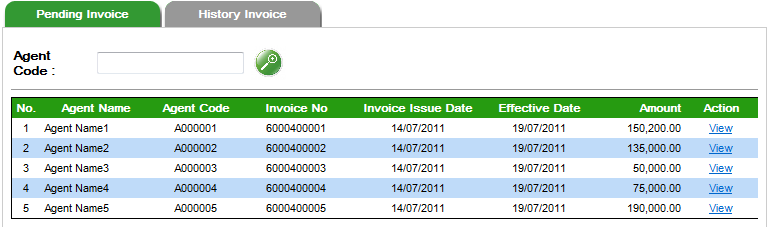 Pending Invoice History Invoice
Agent
Code :
No. Agent Name Agent Code Invoice No Invoice Issue Date Effective Date Amount Action
1 Agent Name1 A000001 6000400001 14/07/2011 19/07/2011 150,200.00 View
2 Agent Name2 A000002 6000400002 14/07/2011 19/07/2011 135,000.00 View
3 Agent Name3 A000003 6000400003 14/07/2011 19/07/2011 50,000.00 View
4 Agent Name4 A000004 6000400004 14/07/2011 19/07/2011 75,000.00 View
5 Agent Name5 A000005 6000400005 14/07/2011 19/07/2011 190,000.00 View